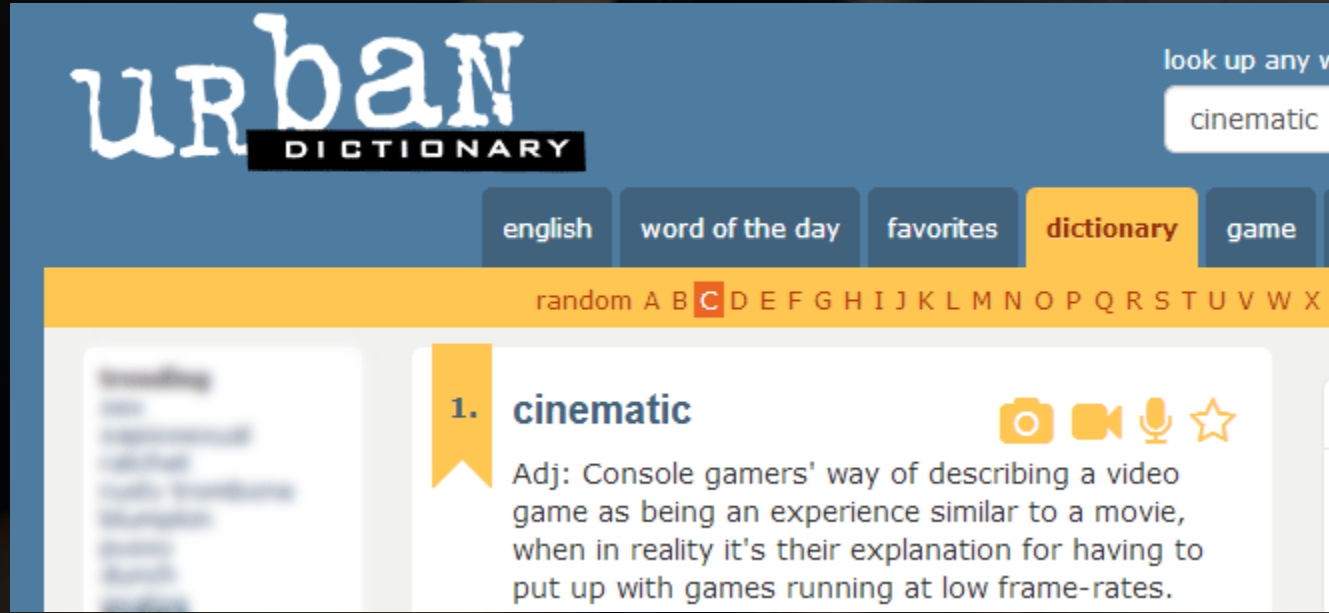 urban
DICTIONARY
look up any
cinematic
english word of the day favorites dictionary game
random A B C D E F G H I J K L M N O P Q R S T U V W X
1. cinematic
Adj: Console gamers' way of describing a video
game as being an experience similar to a movie,
when in reality it's their explanation for having to
put up with games running at low frame-rates.